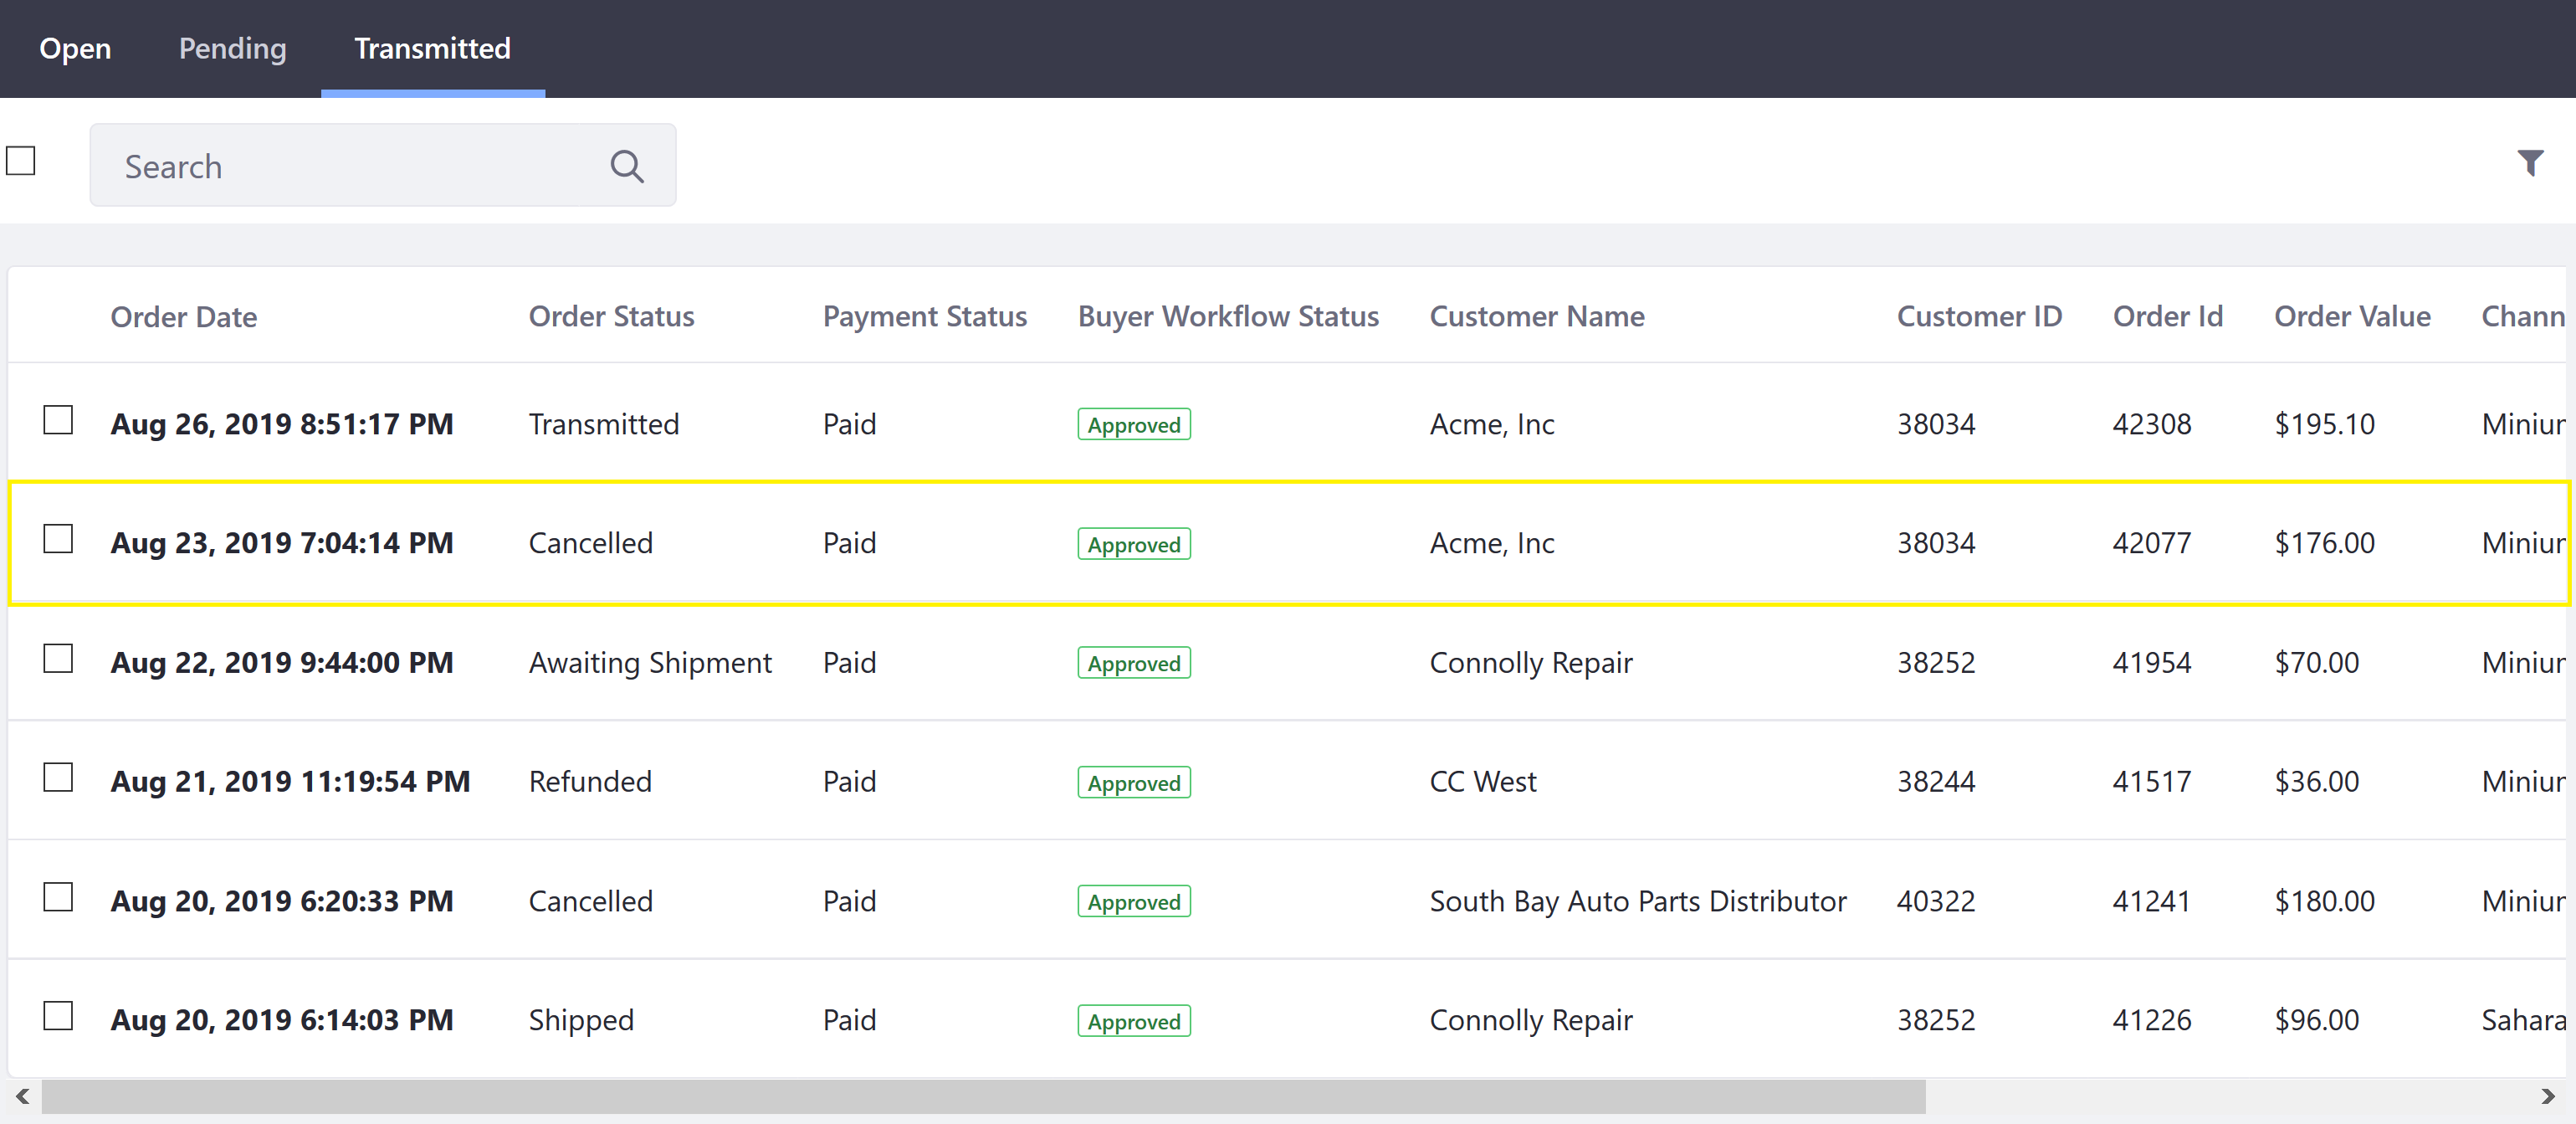 Open Pending Transmitted
Search
Order Date Order Status Payment Status Buyer Workflow Status Customer Name Customer ID Order Id Order Value Chann
Aug 26, 2019 8:51:17 PM Transmitted Paid Approved Acme, Inc 38034 42308 $195.10 Miniur
Aug 23, 2019 7:04:14 PM Cancelled Paid Approved Acme, Inc 38034 42077 $176.00 Miniur
Aug 22, 2019 9:44:00 PM Awaiting Shipment Paid Approved Connolly Repair 38252 41954 $70.00 Miniur
Aug 21, 2019 11:19:54 PM Refunded Paid Approved CC West 38244 41517 $36.00 Miniur
Aug 20, 2019 6:20:33 PM Cancelled Paid Approved South Bay Auto Parts Distributor 40322 41241 $180.00 Miniur
Aug 20, 2019 6:14:03 PM Shipped Paid Approved Connolly Repair 38252 41226 $96.00 Sahara